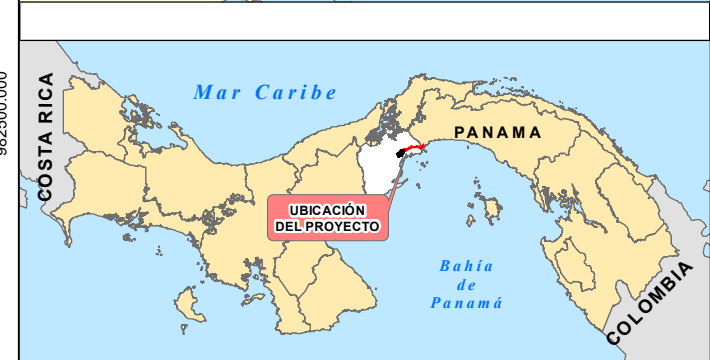 982500.000
COSTA RICA
Mar Caribe
PANAMA
UBICACIÓN
DEL PROYECTO
Bahía
de
Panamá
COLOMBIA